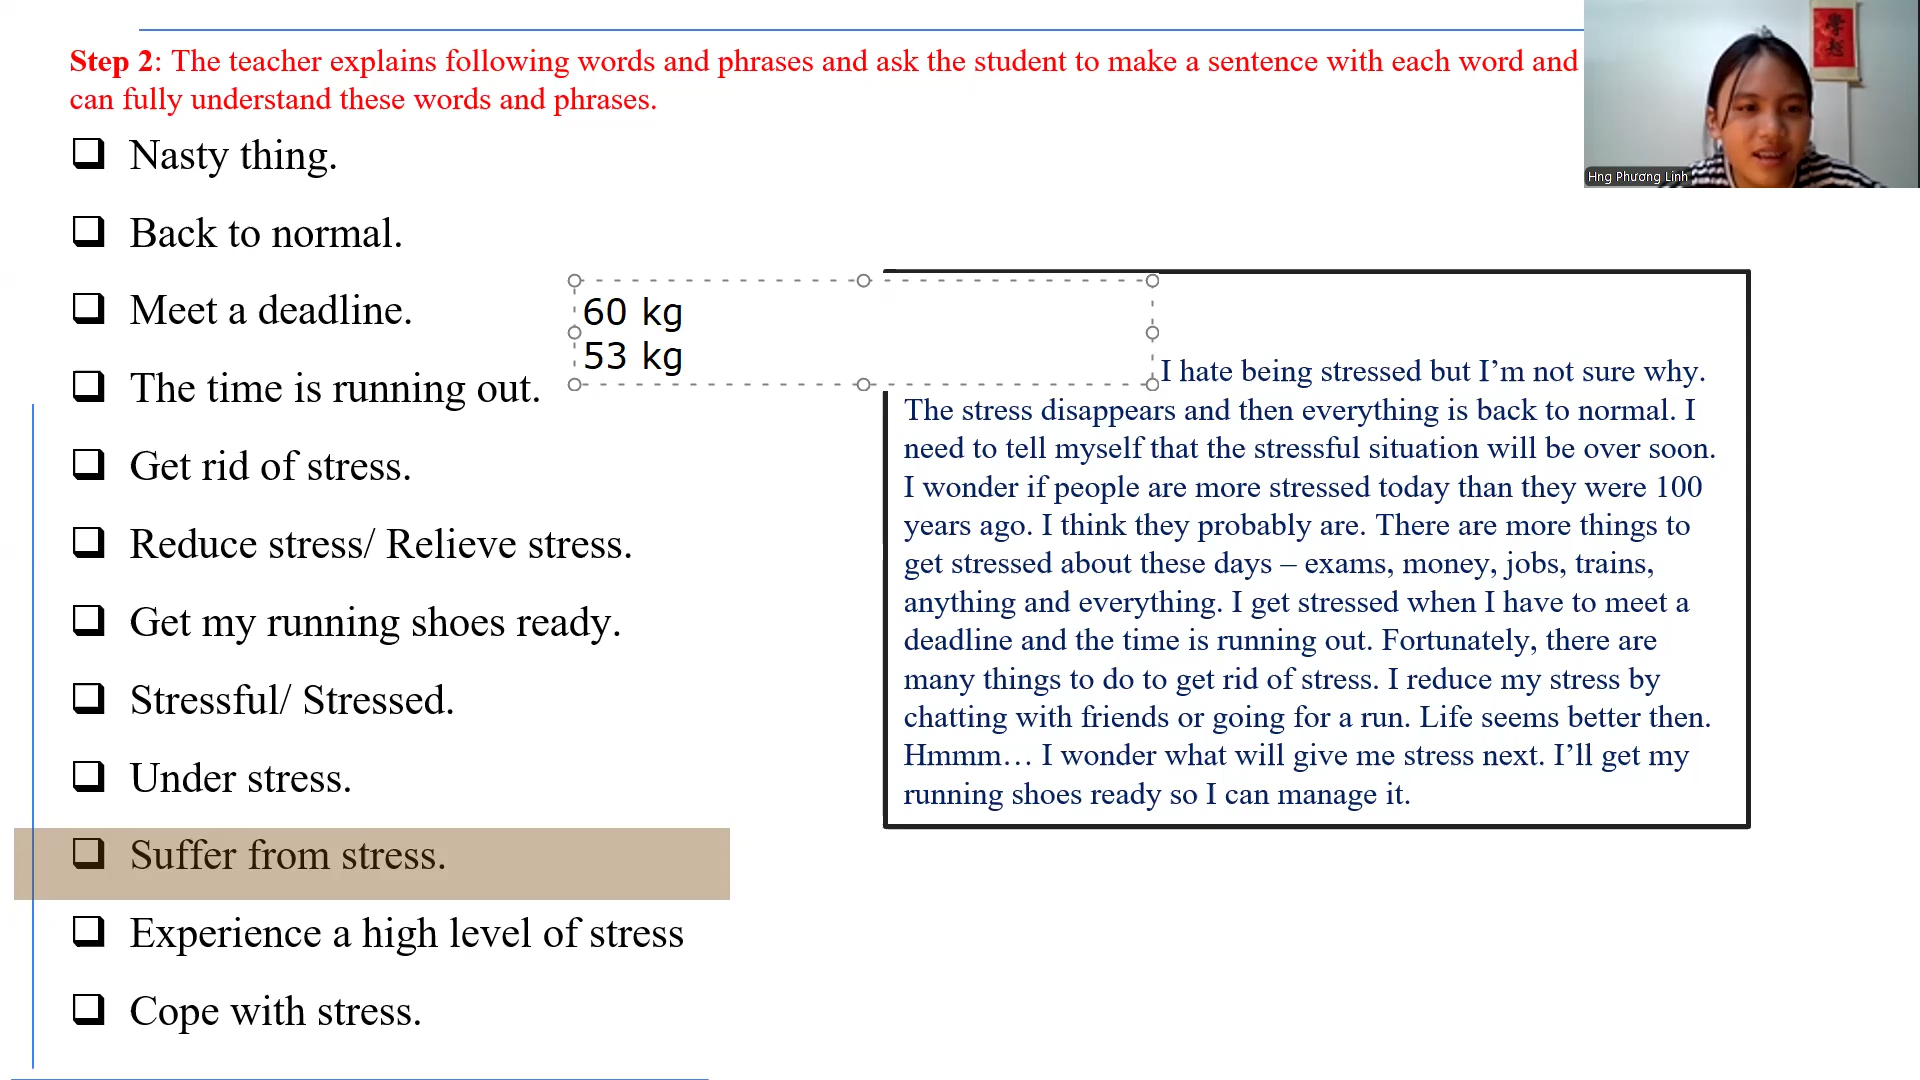 Step 2: The teacher explains following words and phrases and ask the student to make a sentence with each word and
can fully understand these words and phrases.
Nasty thing.
Back to normal.
Meet a deadline.
The time is running out.
Get rid of stress.
Reduce stress/ Relieve stress.
Get my running shoes ready.
Stressful/ Stressed.
Under stress.
Suffer from stress.
Experience a high level of stress
Cope with stress.
60 kg
53 kg
I hate being stressed but I’m not sure why.
The stress disappears and then everything is back to normal. I
need to tell myself that the stressful situation will be over soon.
I wonder if people are more stressed today than they were 100
years ago. I think they probably are. There are more things to
get stressed about these days – exams, money, jobs, trains,
anything and everything. I get stressed when I have to meet a
deadline and the time is running out. Fortunately, there are
many things to do to get rid of stress. I reduce my stress by
chatting with friends or going for a run. Life seems better then.
Hmmm… I wonder what will give me stress next. I’ll get my
running shoes ready so I can manage it.
Hng Phương Linh